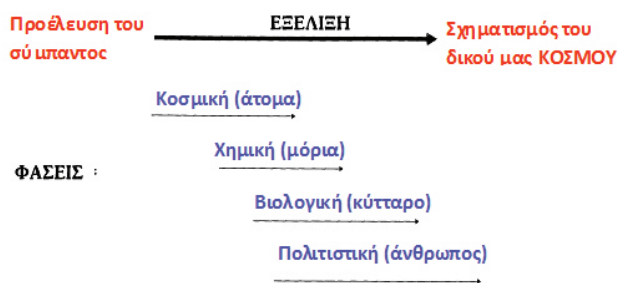 Προέλευση του
σύμπαντος
ΕΞΕΛΙΞΗ
Σχηματισμός του
δικού μας ΚΟΣΜΟΥ
Κοσμική (άτομα)
Χημική (μόρια)
ΦΑΣΕΙΣ :
Βιολογική (κύτταρο)
Πολιτιστική (άνθρωπος)